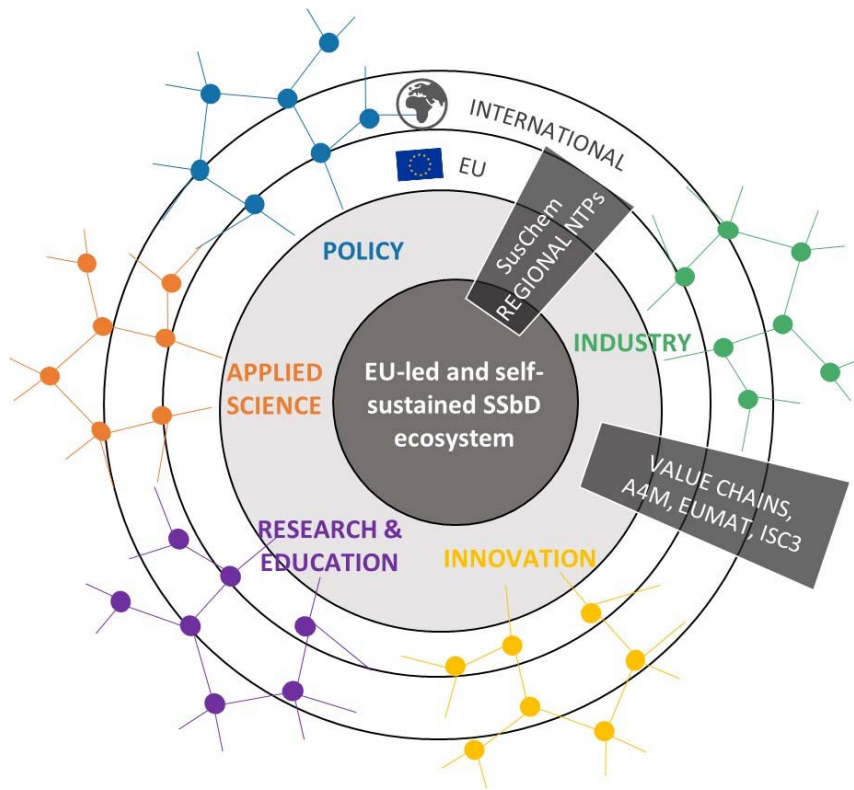 INTERNATIONAL
EU
SusChem
REGIONAL NTPs
POLICY
INDUSTRY
APPLIED
SCIENCE
EU-led and self-
sustained SSbD
ecosystem
VALUE CHAINS,
A4M, EUMAT, ISC3
RESEARCH &
EDUCATION
INNOVATION